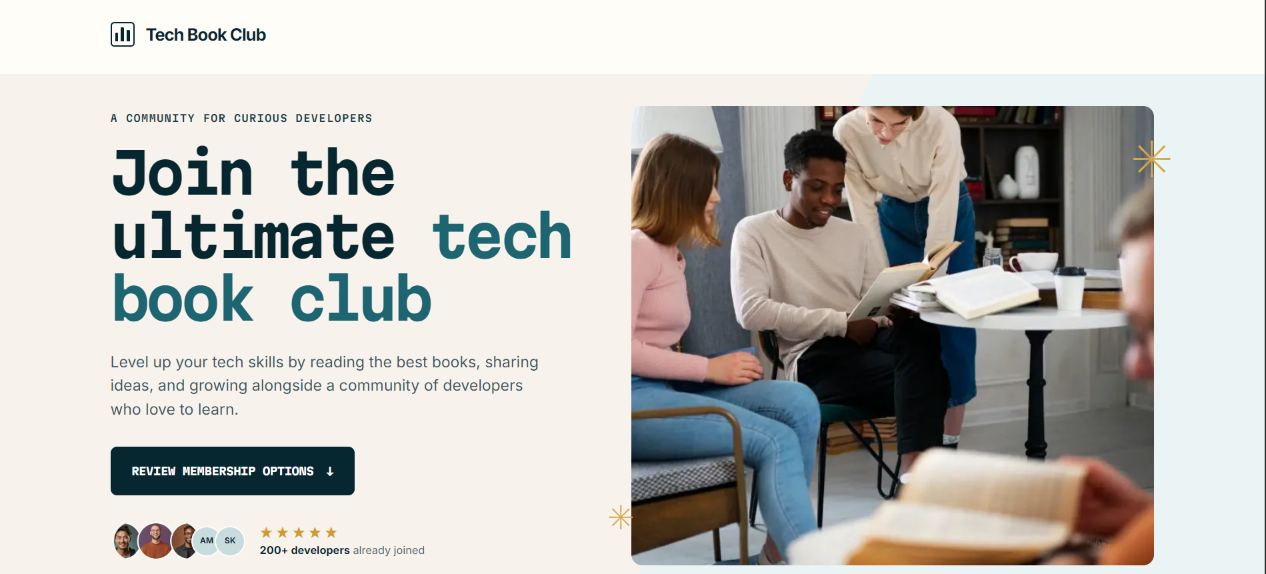 Tech Book Club
A COMMUNITY FOR CURIOUS DEVELOPERS
Join the
ultimate tech
book club
Level up your tech skills by reading the best books, sharing
ideas, and growing alongside a community of developers
who love to learn.
REVIEW MEMBERSHIP OPTIONS ↓
AM SK
200+ developers already joined